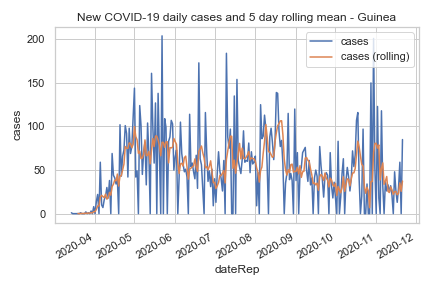 New COVID-19 daily cases and 5 day rolling mean - Guinea
cases
cases (rolling)
200
150
100
50
0
cases
2020-04
2020-05
2020-06
2020-07
2020-08
2020-09
2020-10
2020-11
2020-12
dateRep